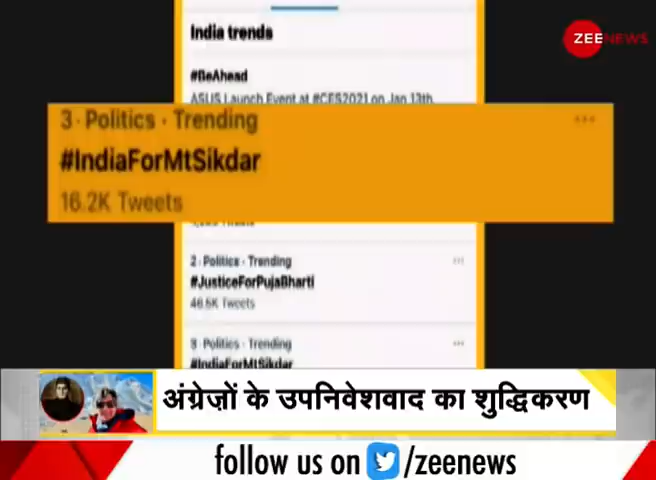 India trends
ZEE NEWS
#BeAhead
ASUS Launch Event at #CES2021 on Jan 13th
3 · Politics · Trending
#IndiaForMtSikdar
16.2K Tweets
2 · Politics · Trending
#JusticeForPujaBharti
46.5K Tweets
3 · Politics · Trending
#IndiaForMtSikdar
अंग्रेज़ों के उपनिवेशवाद का शुद्धिकरण
follow us on /zeenews